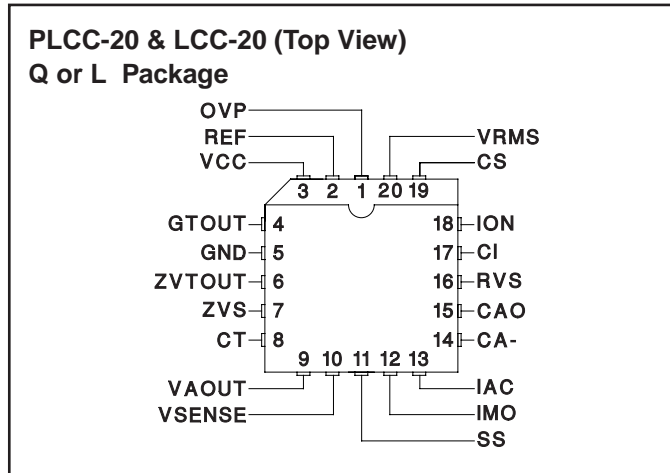 PLCC-20 & LCC-20 (Top View)
Q or L Package
OVP
REF
VCC
VRMS
CS
3 2 1 20 19
GTOUT 4
GND 5
ZVTOUT 6
ZVS 7
CT 8
18 ION
17 CI
16 RVS
15 CAO
14 CA-
9 10 11 12 13
VAOUT
VSENSE
IAC
IMO
SS